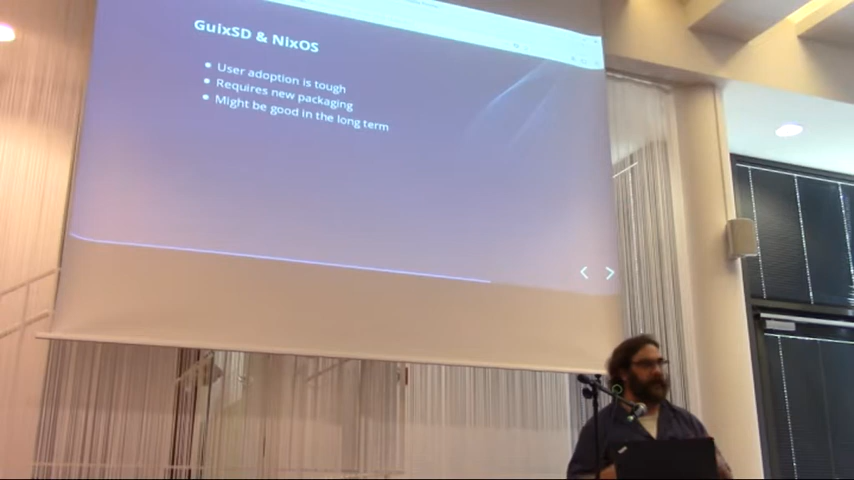 GuixSD & NixOS
User adoption is tough
Requires new packaging
Might be good in the long term